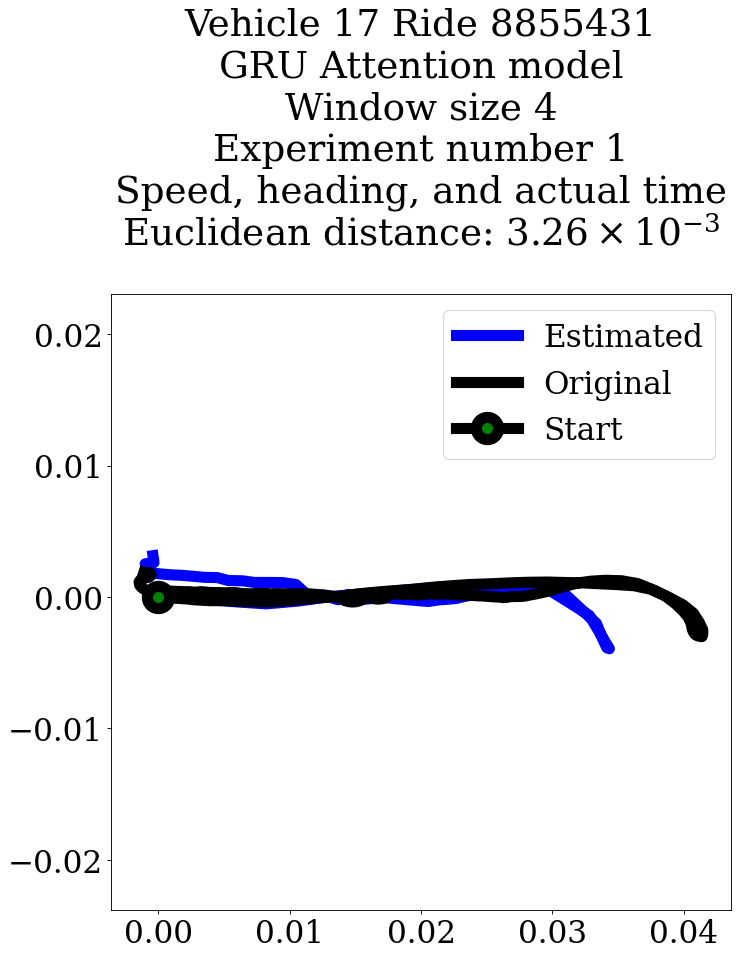 Vehicle 17 Ride 8855431
GRU Attention model
Window size 4
Experiment number 1
Speed, heading, and actual time
Euclidean distance: 3.26 × 10⁻³
Estimated
Original
Start
0.02
0.01
0.00
−0.01
−0.02
0.00 0.01 0.02 0.03 0.04